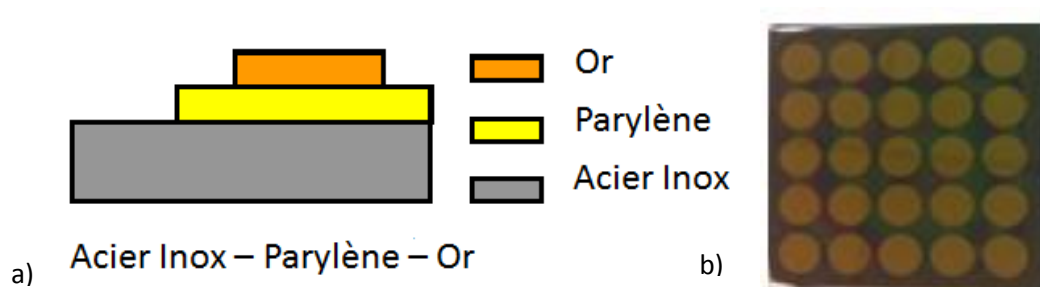 Or
Parylène
Acier Inox
Acier Inox – Parylène – Or
a)
b)